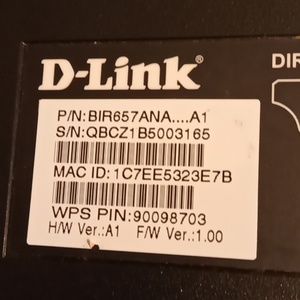 D-Link
DIR
P/N:BIR657ANA....A1
S/N:QBCZ1B5003165
MAC ID:1C7EE5323E7B
WPS PIN:90098703
H/W Ver.:A1 F/W Ver.:1.00